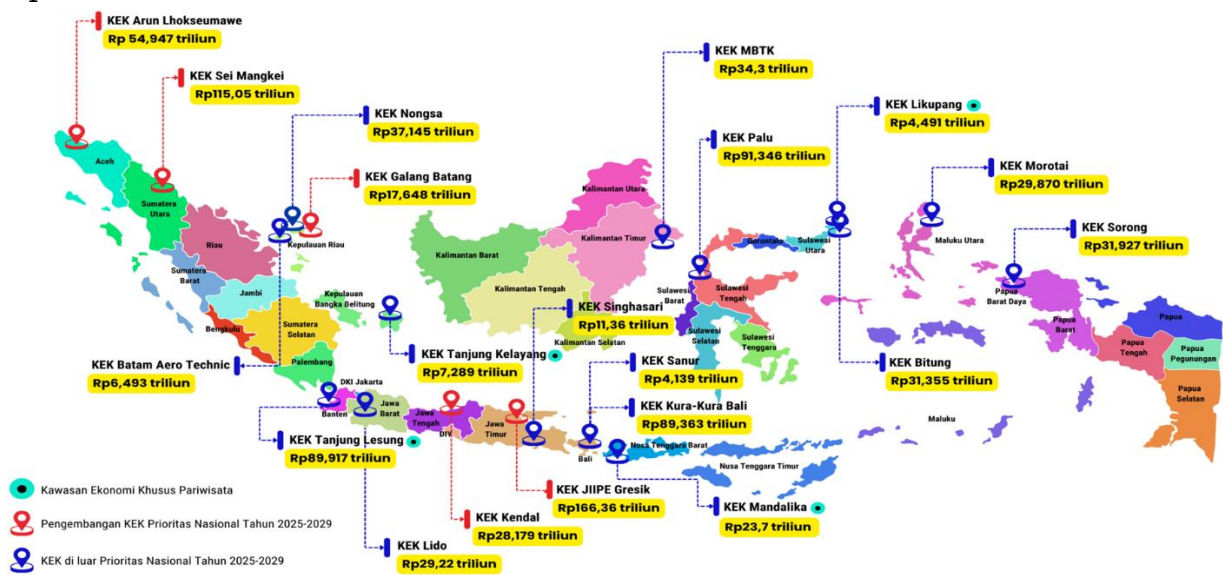 KEK Arun Lhokseumawe
Rp 54,947 triliun
KEK Sei Mangkei
Rp115,05 triliun
KEK Nongsa
Rp37,145 triliun
KEK Galang Batang
Rp17,648 triliun
KEK MBTK
Rp34,3 triliun
KEK Palu
Rp91,346 triliun
KEK Likupang
Rp4,491 triliun
KEK Morotai
Rp29,870 triliun
KEK Sorong
Rp31,927 triliun
Aceh
Sumatera
Utara
Riau
Kepulauan Riau
Sumatera
Barat
Jambi
Kepulauan
Bangka Belitung
Bengkulu
Sumatera
Selatan
Palembang
Kalimantan Utara
Kalimantan Timur
Kalimantan Barat
Kalimantan Tengah
Kalimantan Selatan
Gorontalo
Sulawesi
Utara
Sulawesi
Barat
Sulawesi
Tengah
Sulawesi
Selatan
Sulawesi
Tenggara
Maluku Utara
Papua
Barat Daya
Papua
Barat
Papua
Papua
Tengah
Papua
Pegunungan
Papua
Selatan
Maluku
KEK Batam Aero Technic
Rp6,493 triliun
KEK Tanjung Kelayang
Rp7,289 triliun
KEK Singhasari
Rp11,36 triliun
KEK Sanur
Rp4,139 triliun
KEK Kura-Kura Bali
Rp89,363 triliun
KEK Bitung
Rp31,355 triliun
DKI Jakarta
Banten
Jawa
Barat
Jawa
Tengah
DIY
Jawa
Timur
Bali
Nusa Tenggara Barat
Nusa Tenggara Timur
KEK Tanjung Lesung
Rp89,917 triliun
KEK JIIPE Gresik
Rp166,36 triliun
KEK Mandalika
Rp23,7 triliun
KEK Kendal
Rp28,179 triliun
KEK Lido
Rp29,22 triliun
Kawasan Ekonomi Khusus Pariwisata
Pengembangan KEK Prioritas Nasional Tahun 2025-2029
KEK di luar Prioritas Nasional Tahun 2025-2029